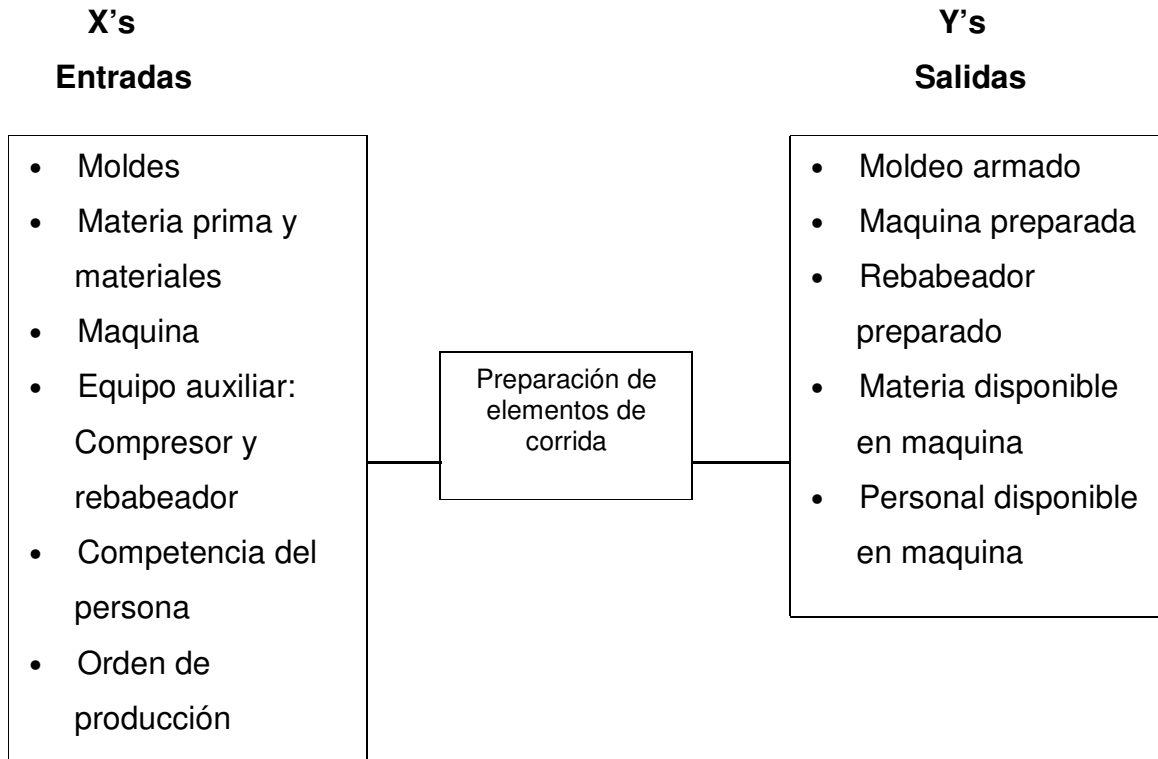 X’s
Entradas
• Moldes
• Materia prima y
materiales
• Maquina
• Equipo auxiliar:
Compresor y
rebabeador
• Competencia del
persona
• Orden de
producción
Preparación de
elementos de
corrida
Y’s
Salidas
• Moldeo armado
• Maquina preparada
• Rebabeador
preparado
• Materia disponible
en maquina
• Personal disponible
en maquina